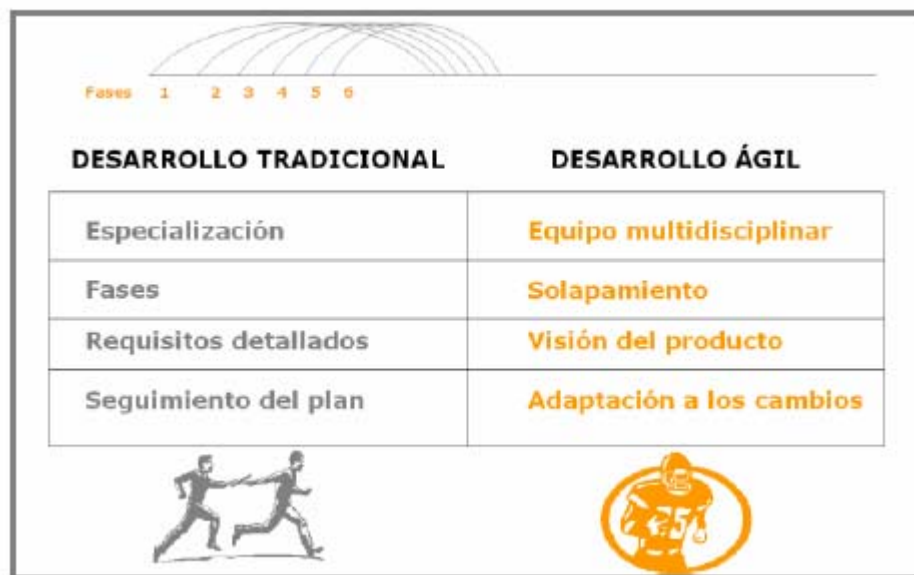 Fases 1 2 3 4 5 6
DESARROLLO TRADICIONAL DESARROLLO ÁGIL
Especialización Equipo multidisciplinar
Fases Solapamiento
Requisitos detallados Visión del producto
Seguimiento del plan Adaptación a los cambios
25